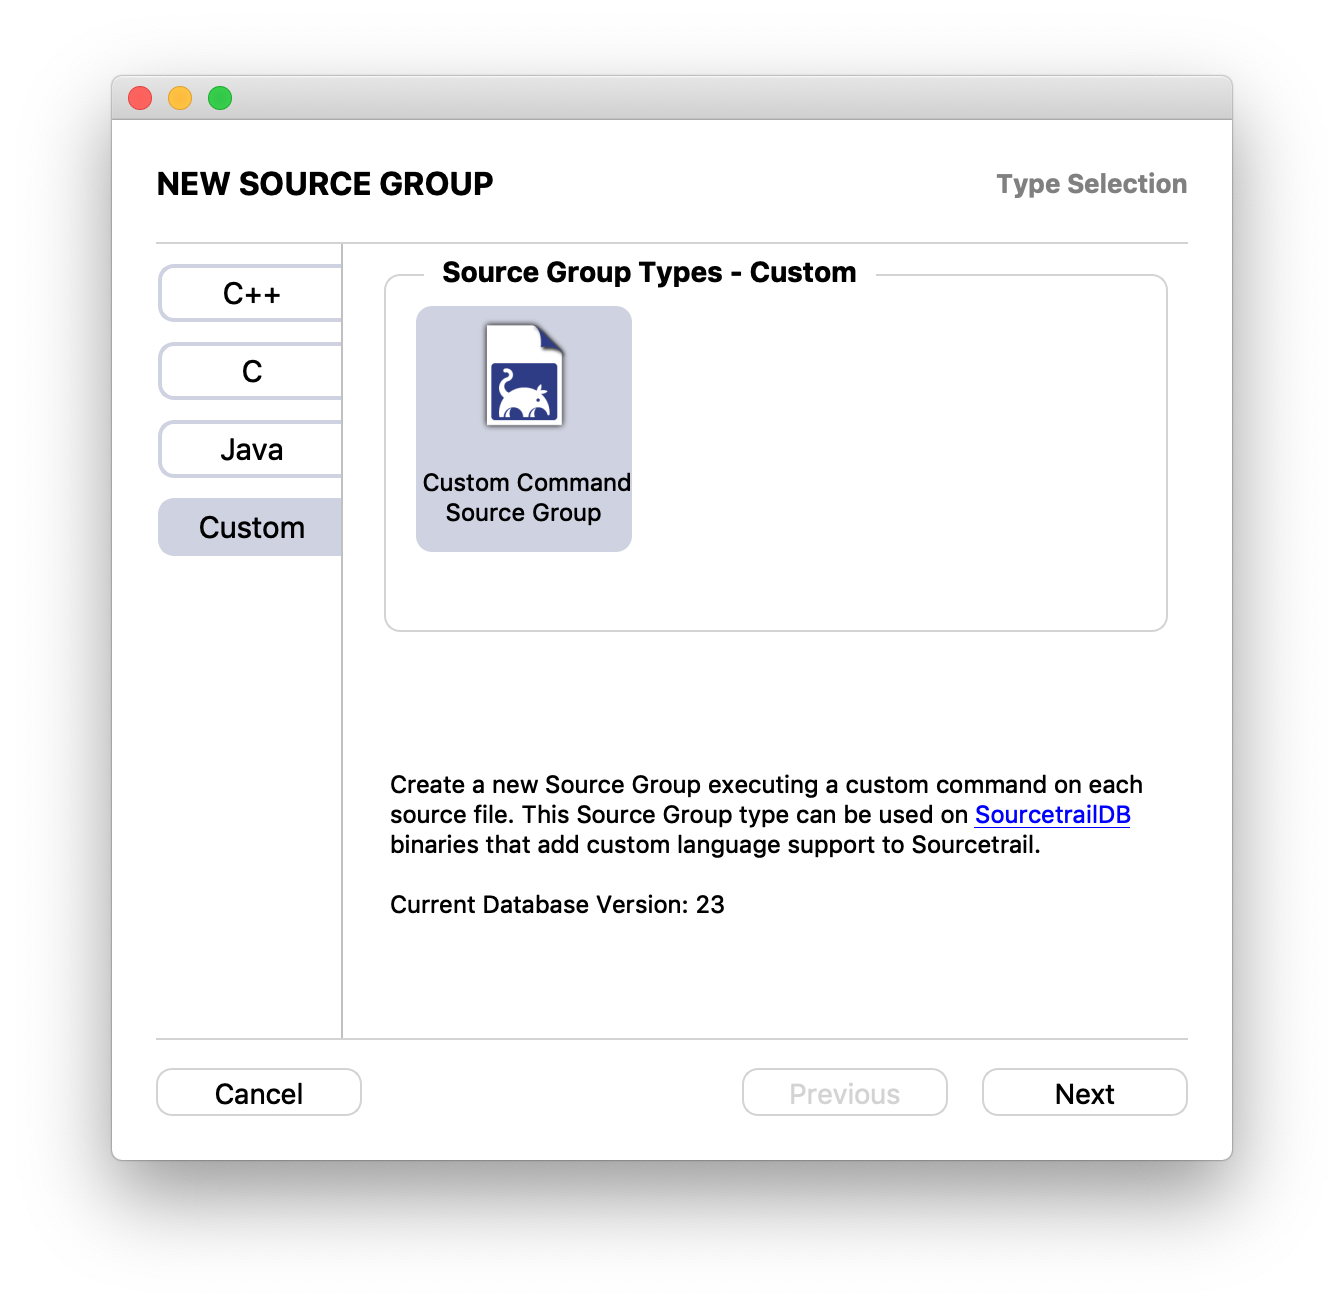 NEW SOURCE GROUP
Type Selection
C++
C
Java
Custom
Source Group Types - Custom
Custom Command
Source Group
Create a new Source Group executing a custom command on each
source file. This Source Group type can be used on SourcetrailDB
binaries that add custom language support to Sourcetrail.
Current Database Version: 23
Cancel
Previous
Next